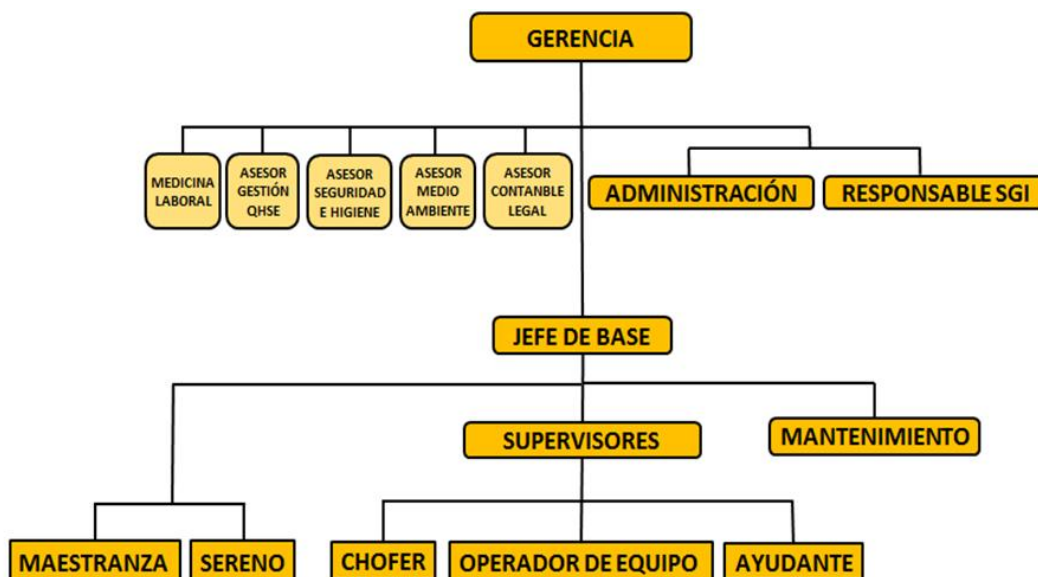 GERENCIA
MEDICINA
LABORAL
ASESOR
GESTIÓN
QHSE
ASESOR
SEGURIDAD
E HIGIENE
ASESOR
MEDIO
AMBIENTE
ASESOR
CONTANBLE
LEGAL
ADMINISTRACIÓN
RESPONSABLE SGI
JEFE DE BASE
SUPERVISORES
MANTENIMIENTO
MAESTRANZA
SERENO
CHOFER
OPERADOR DE EQUIPO
AYUDANTE